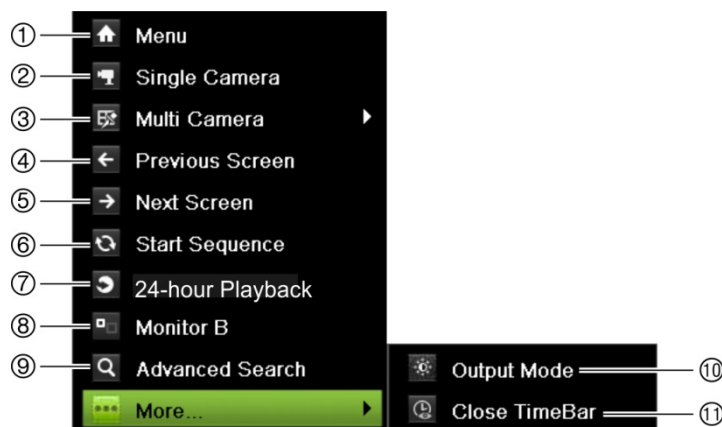 ① Menu
② Single Camera
③ Multi Camera
④ Previous Screen
⑤ Next Screen
⑥ Start Sequence
⑦ 24-hour Playback
⑧ Monitor B
⑨ Advanced Search
More...
Output Mode ⑩
Close TimeBar ⑪